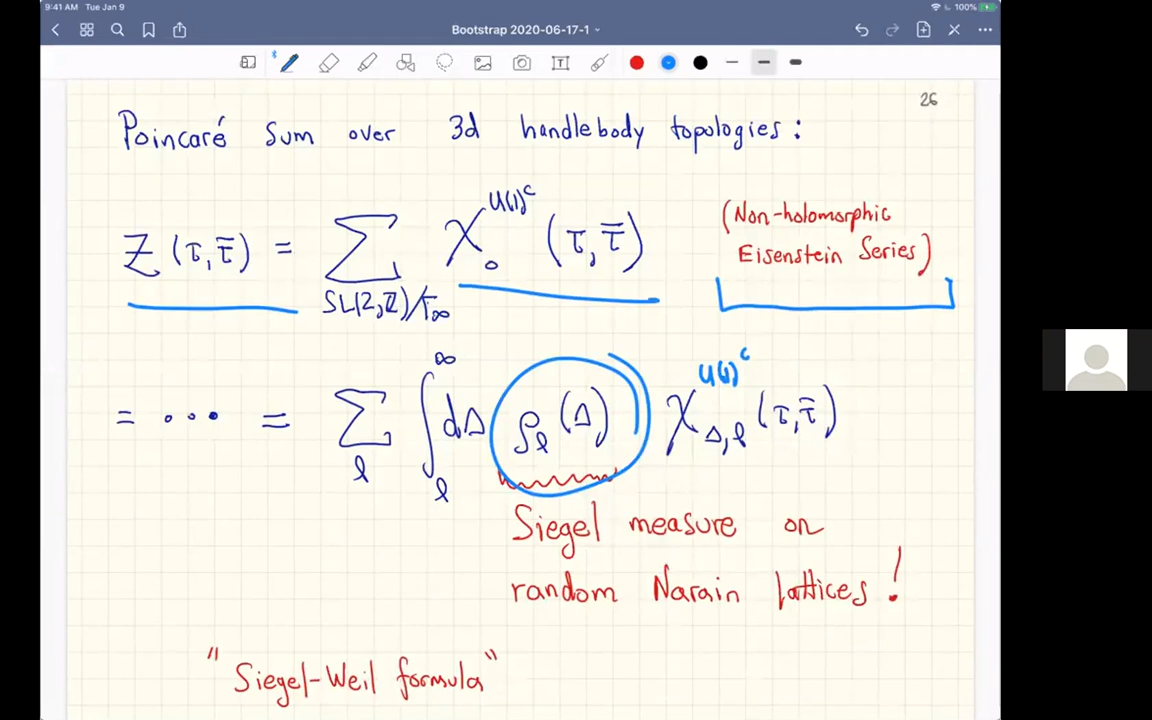 9:41 AM Tue Jan 9
100%
Bootstrap 2020-06-17-1
26
Poincaré Sum over 3d handlebody topologies:
Z(τ,τ̄) = Σ_{SL(2,Z)/Γ∞} χ_0^{U(1)^c} (τ,τ̄)
(Non-holomorphic
Eisenstein Series)
= ... = Σ_ℓ ∫_ℓ^∞ dΔ ρ_ℓ(Δ) χ_{Δ,ℓ}^{U(1)^c} (τ,τ̄)
Siegel measure on
random Narain lattices!
"Siegel-Weil formula"